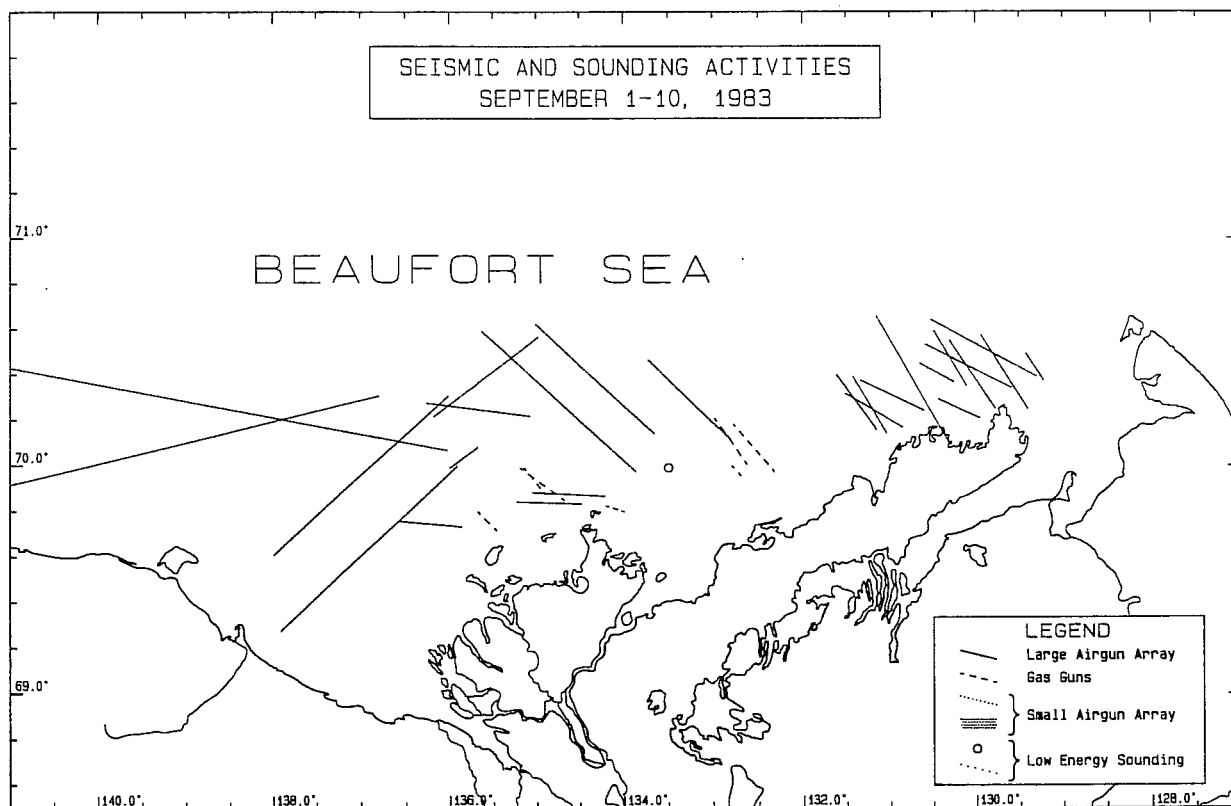 SEISMIC AND SOUNDING ACTIVITIES
SEPTEMBER 1-10, 1983
71.0°
BEAUFORT SEA
70.0°
69.0°
LEGEND
Large Airgun Array
Gas Guns
Small Airgun Array
Low Energy Sounding
140.0° 138.0° 136.0° 134.0° 132.0° 130.0° 128.0°